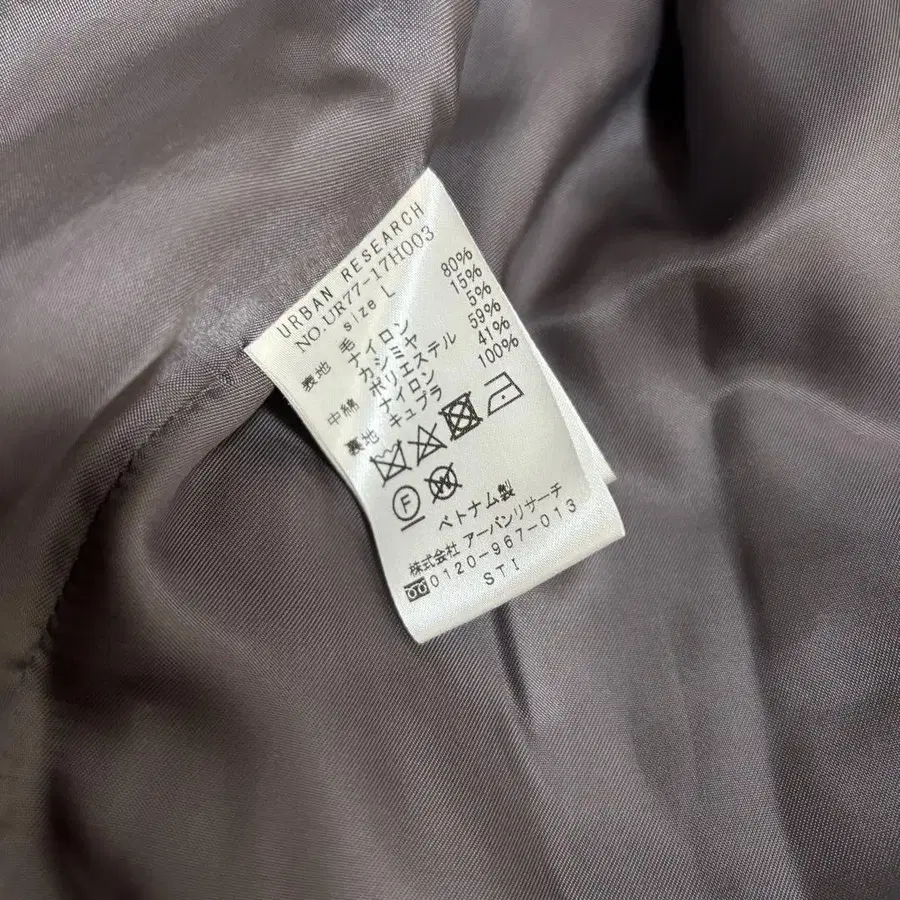 URBAN RESEARCH
NO.UR77-17H003
size L
表地 毛 80%
ナイロン 15%
カシミヤ 5%
中綿 ポリエステル 59%
ナイロン 41%
裏地 キュプラ 100%
F W
ベトナム製
株式会社 アーバンリサーチ
0120-967-013
STI